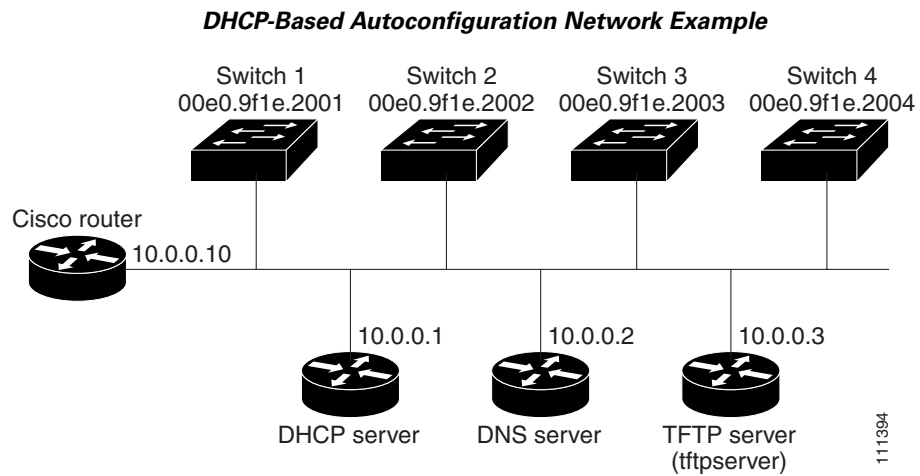 DHCP-Based Autoconfiguration Network Example
Switch 1
00e0.9f1e.2001
Switch 2
00e0.9f1e.2002
Switch 3
00e0.9f1e.2003
Switch 4
00e0.9f1e.2004
Cisco router
10.0.0.10
10.0.0.1
10.0.0.2
10.0.0.3
DHCP server
DNS server
TFTP server
(tftpserver)
111394